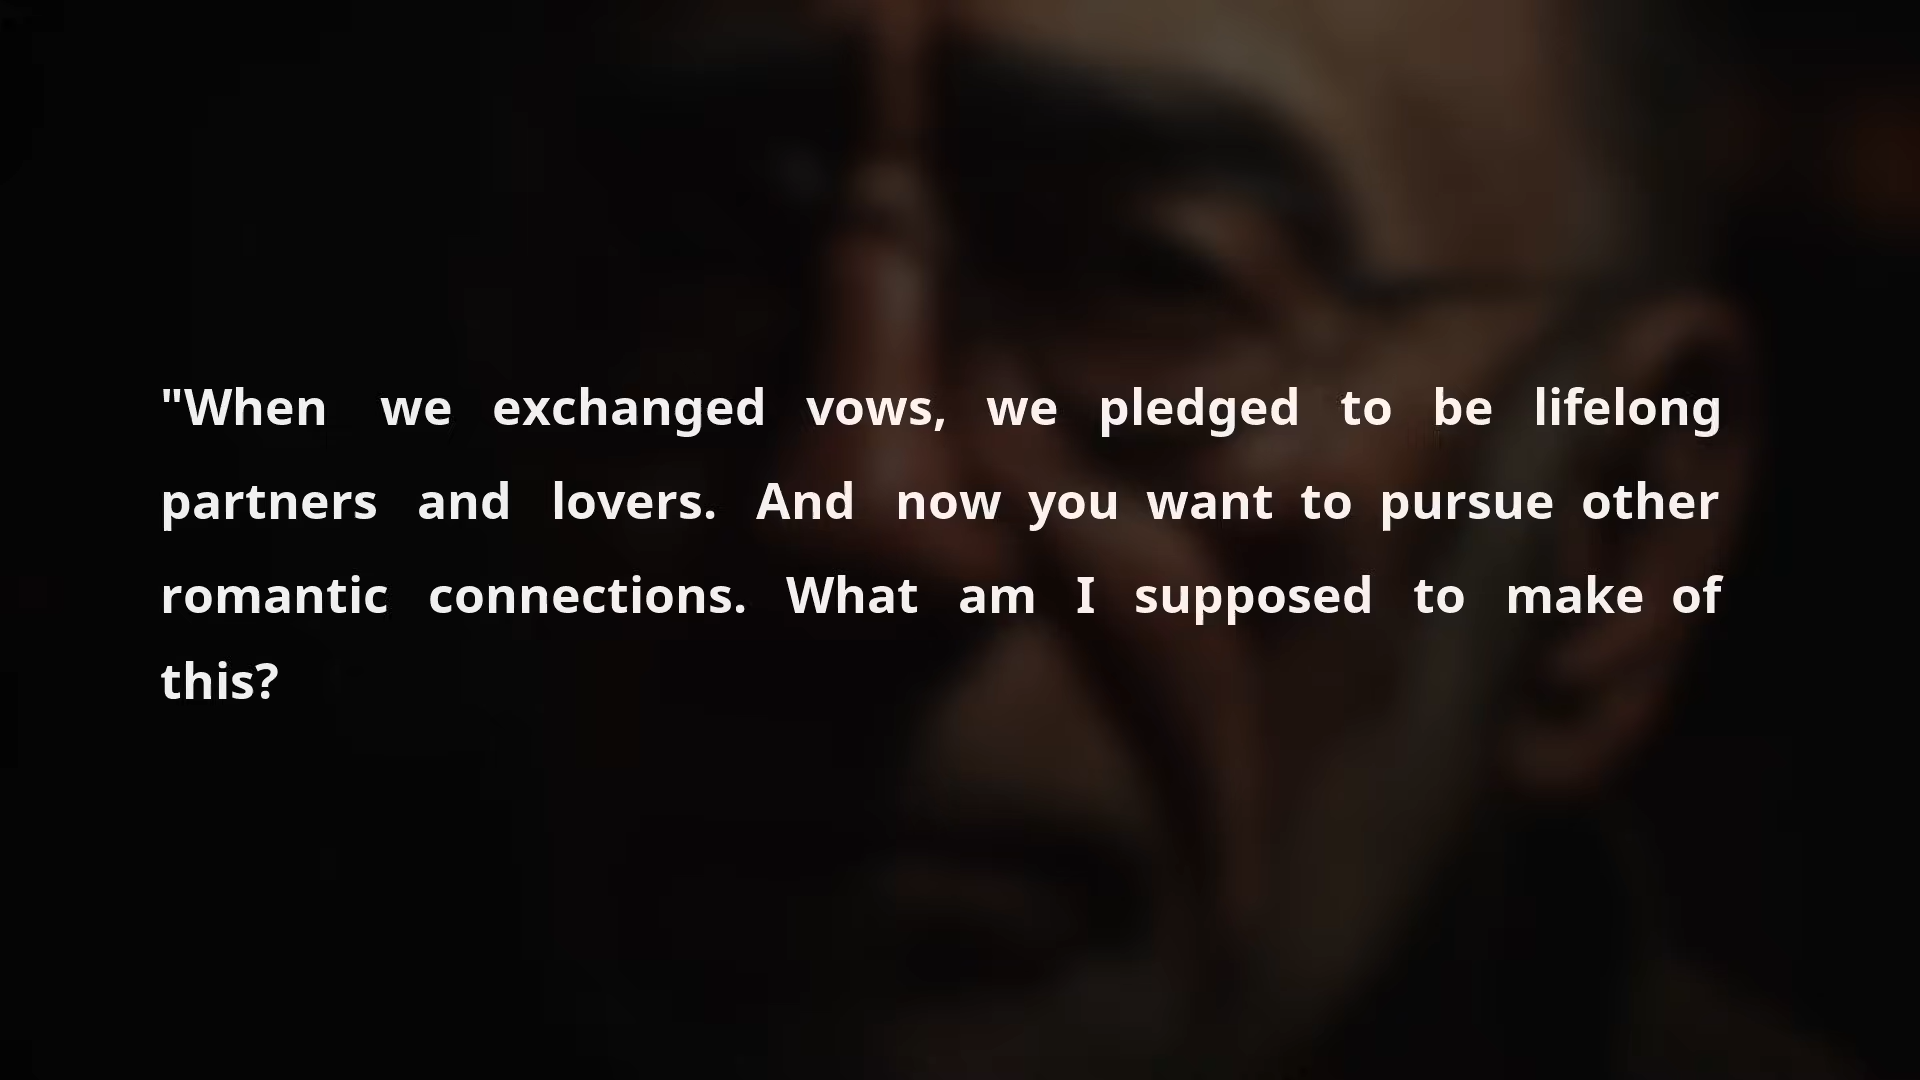 "When we exchanged vows, we pledged to be lifelong
partners and lovers. And now you want to pursue other
romantic connections. What am I supposed to make of
this?